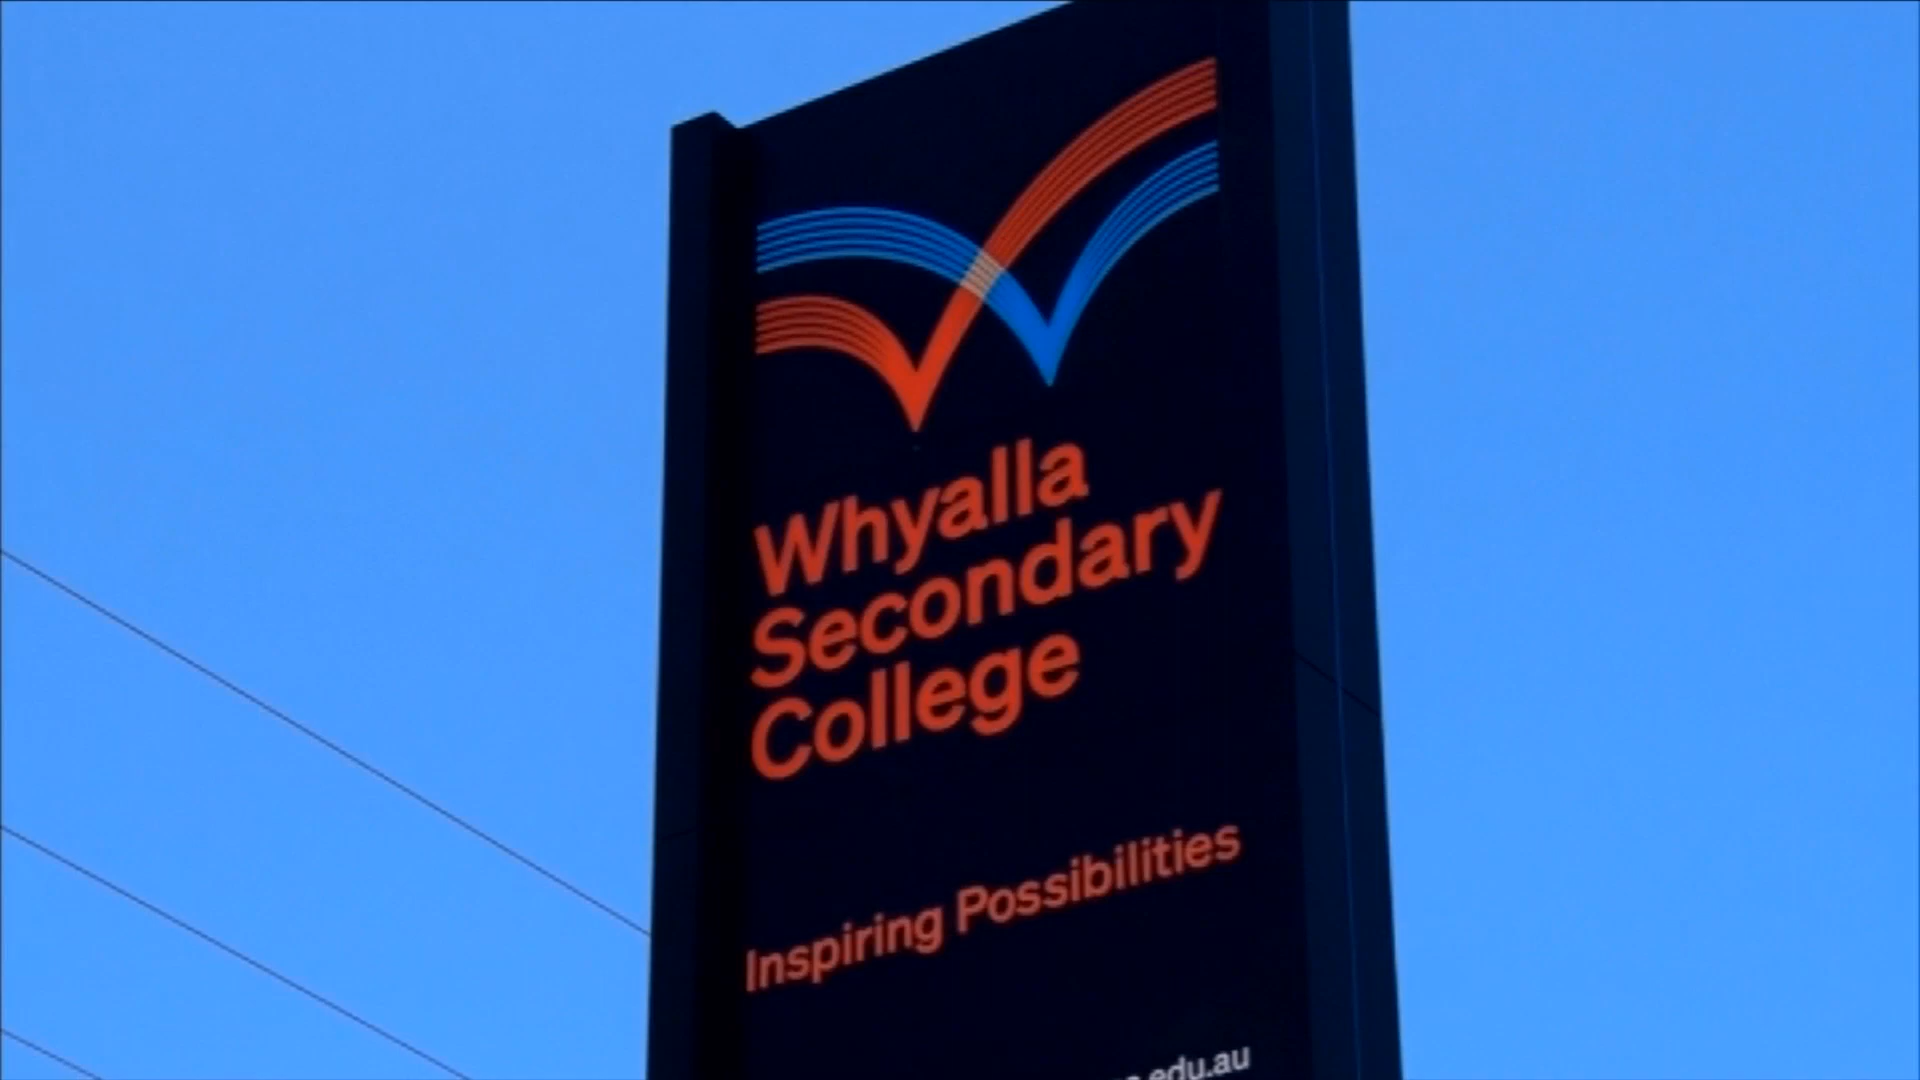 Whyalla
Secondary
College
Inspiring Possibilities
.edu.au